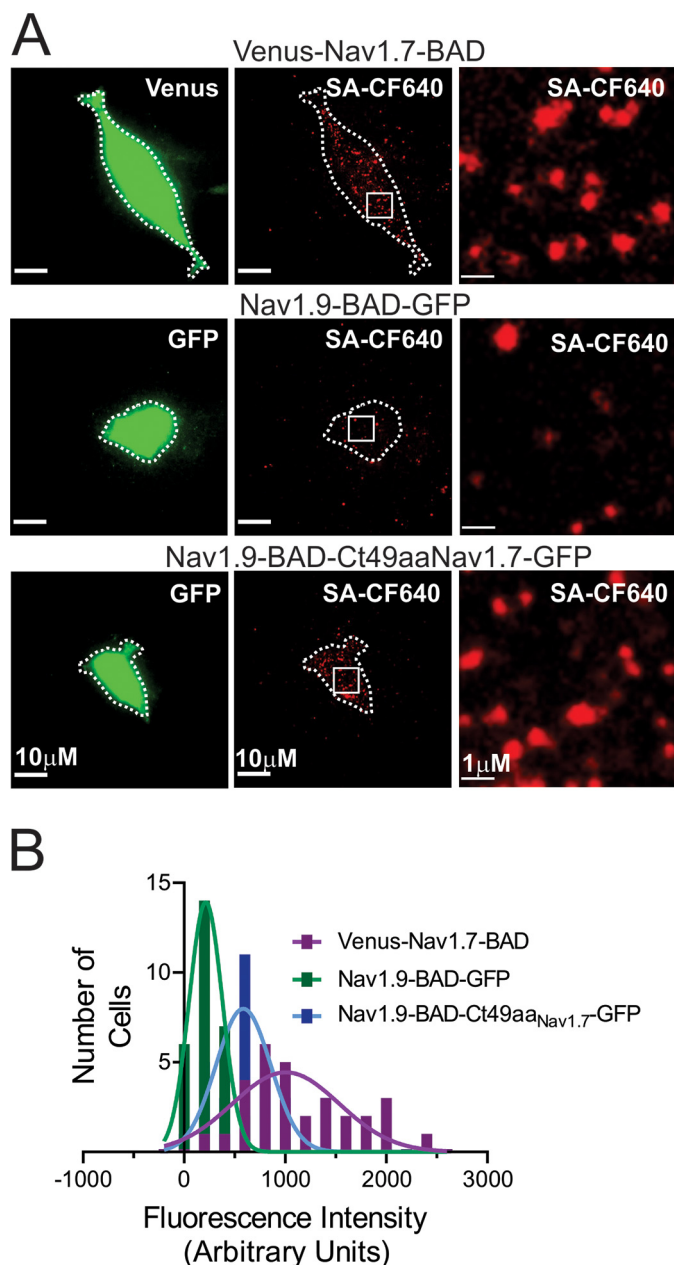 A
Venus-Nav1.7-BAD
Venus
SA-CF640
SA-CF640
Nav1.9-BAD-GFP
GFP
SA-CF640
SA-CF640
Nav1.9-BAD-Ct49aaNav1.7-GFP
GFP
SA-CF640
SA-CF640
10μM
10μM
1μM
B
15
10
5
Number of
Cells
Venus-Nav1.7-BAD
Nav1.9-BAD-GFP
Nav1.9-BAD-Ct49aaNav1.7-GFP
-1000
0
1000
2000
3000
Fluorescence Intensity
(Arbitrary Units)